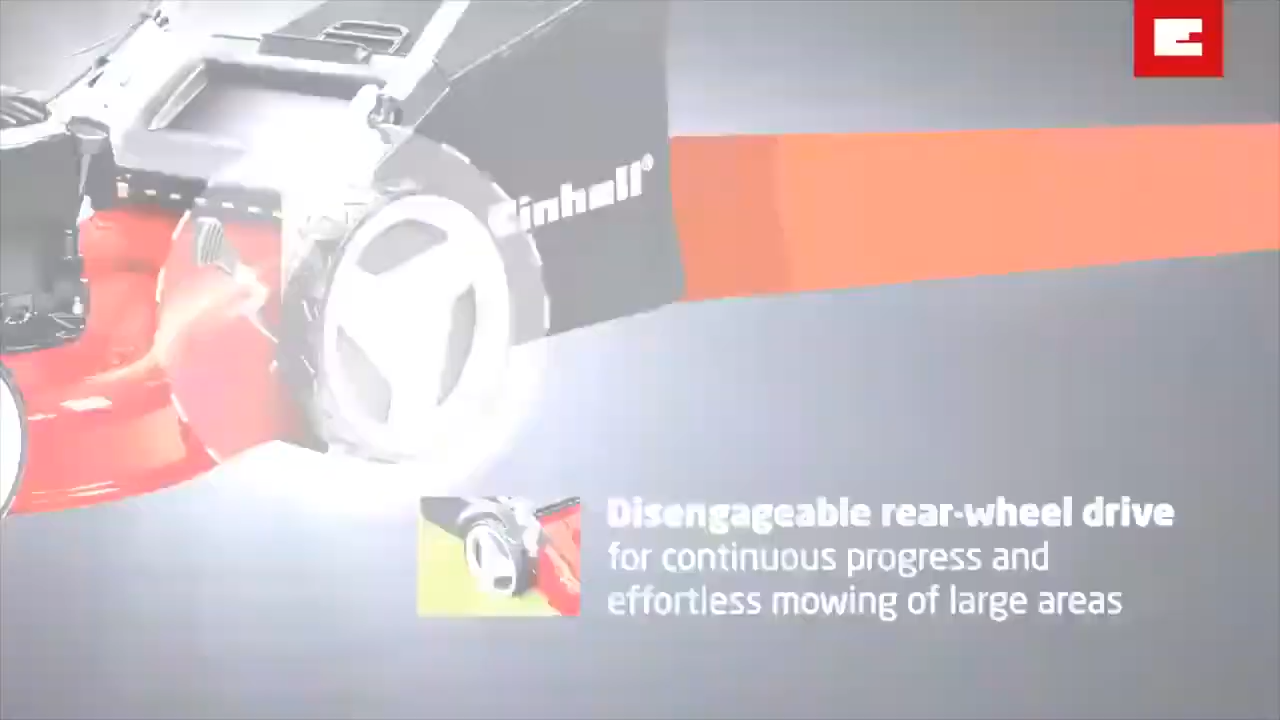 Einhell®
Disengageable rear-wheel drive
for continuous progress and
effortless mowing of large areas